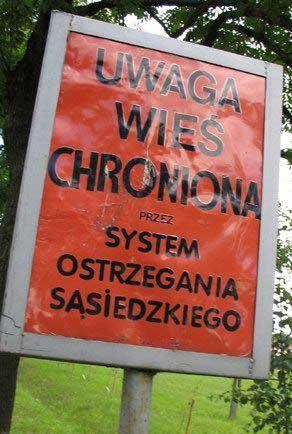 UWAGA
WIEŚ
CHRONIONA
PRZEZ
SYSTEM
OSTRZEGANIA
SĄSIEDZKIEGO